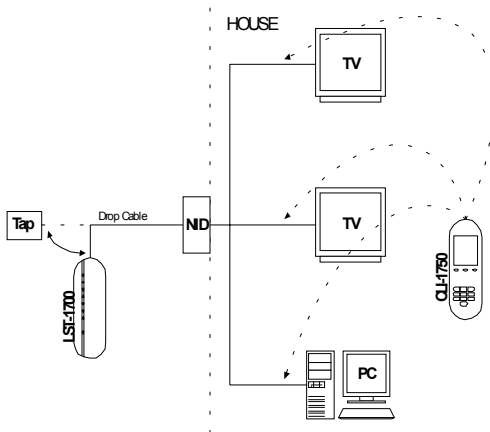 HOUSE
TV
Tap
Drop Cable
NID
TV
LST-1700
CLI-1750
PC